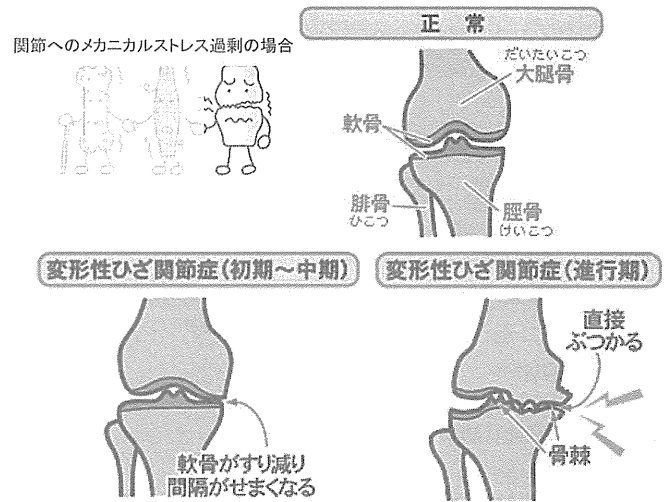 関節へのメカニカルストレス過剰の場合
正 常
だいたいこつ
大腿骨
軟骨
腓骨
ひこつ
脛骨
けいこつ
変形性ひざ関節症(初期～中期)
軟骨がすり減り
間隔がせまくなる
変形性ひざ関節症(進行期)
直接
ぶつかる
骨棘